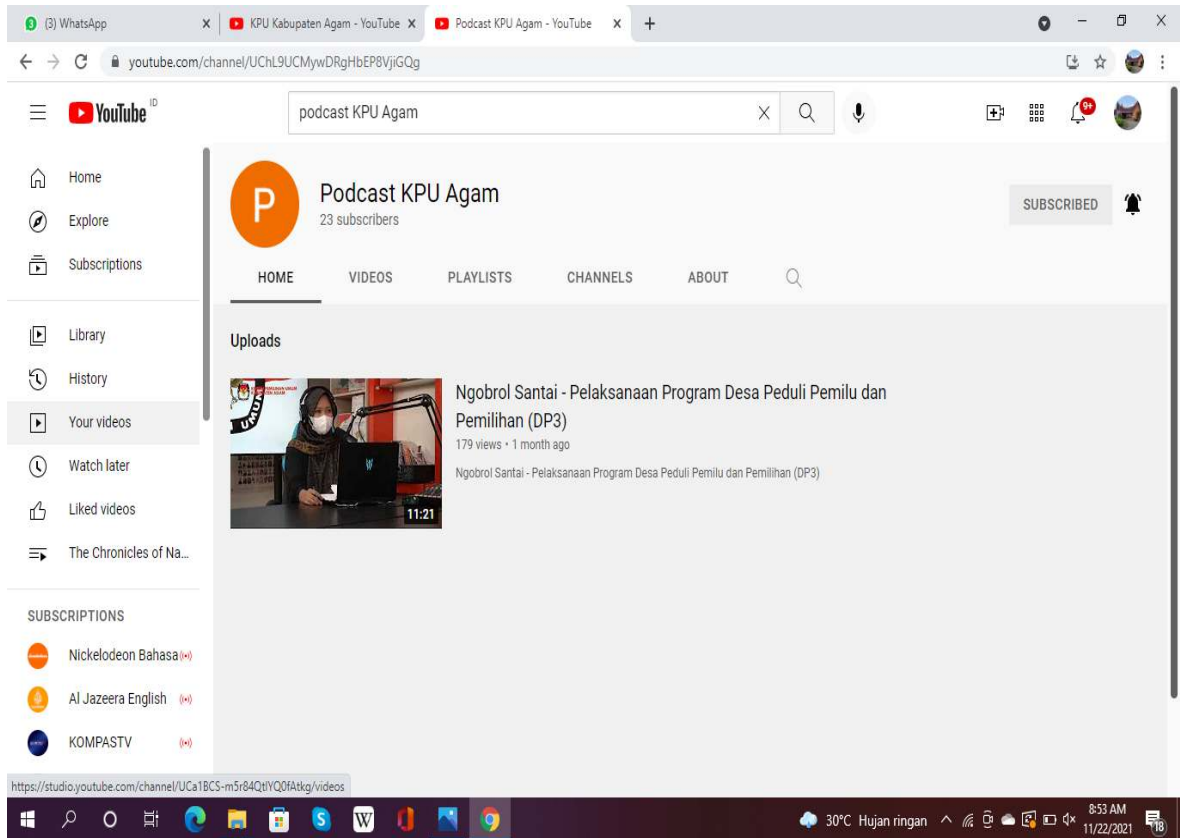 (3) WhatsApp
KPU Kabupaten Agam - YouTube
Podcast KPU Agam - YouTube
youtube.com/channel/UChL9UCMywDRgHbEP8VjiGQg
YouTube ID
podcast KPU Agam
9+
Home
Explore
Subscriptions
Library
History
Your videos
Watch later
Liked videos
The Chronicles of Na...
SUBSCRIPTIONS
Nickelodeon Bahasa
Al Jazeera English
KOMPASTV
P
Podcast KPU Agam
23 subscribers
SUBSCRIBED
HOME VIDEOS PLAYLISTS CHANNELS ABOUT
Uploads
UMUM
11:21
Ngobrol Santai - Pelaksanaan Program Desa Peduli Pemilu dan
Pemilihan (DP3)
179 views • 1 month ago
Ngobrol Santai - Pelaksanaan Program Desa Peduli Pemilu dan Pemilihan (DP3)
https://studio.youtube.com/channel/UCa1BCS-m5r84QtlYQ0fAtkg/videos
30°C Hujan ringan
8:53 AM
11/22/2021
18